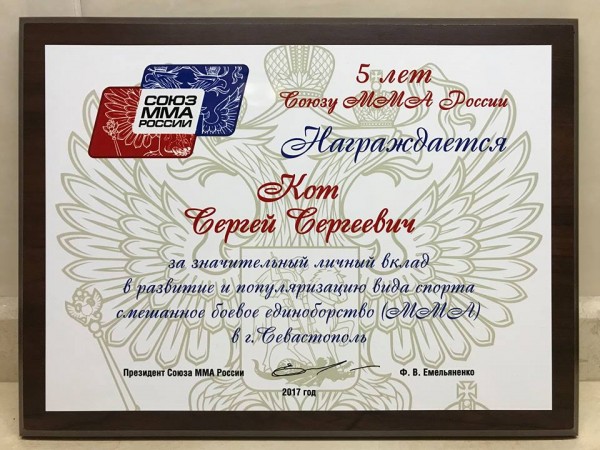 СОЮЗ
ММА
РОССИИ
5 лет
Союзу ММА России
Награждается
Кот
Сергей Сергеевич
за значительный личный вклад
в развитие и популяризацию вида спорта
смешанное боевое единоборство (ММА)
в г.Севастополь
Президент Союза ММА России
Ф. В. Емельяненко
2017 год